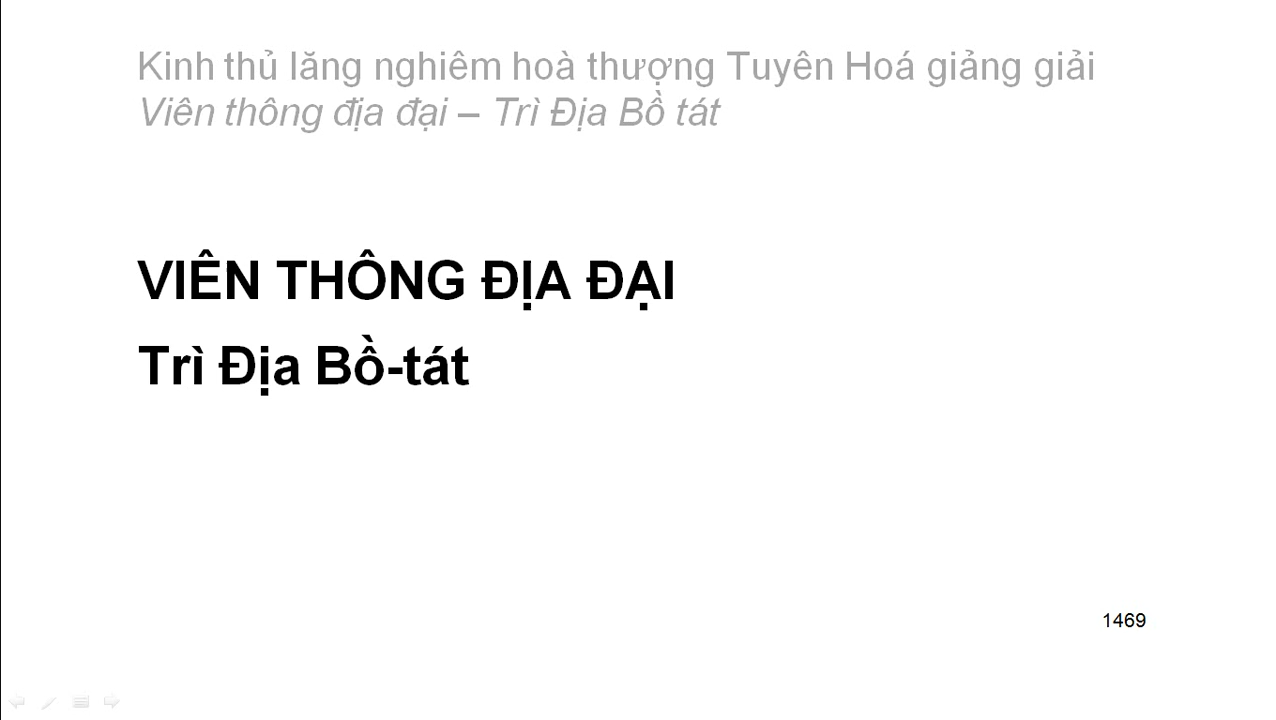 Kinh thủ lăng nghiêm hoà thượng Tuyên Hoá giảng giải
Viên thông địa đại – Trì Địa Bồ tát
VIÊN THÔNG ĐỊA ĐẠI
Trì Địa Bồ-tát
1469